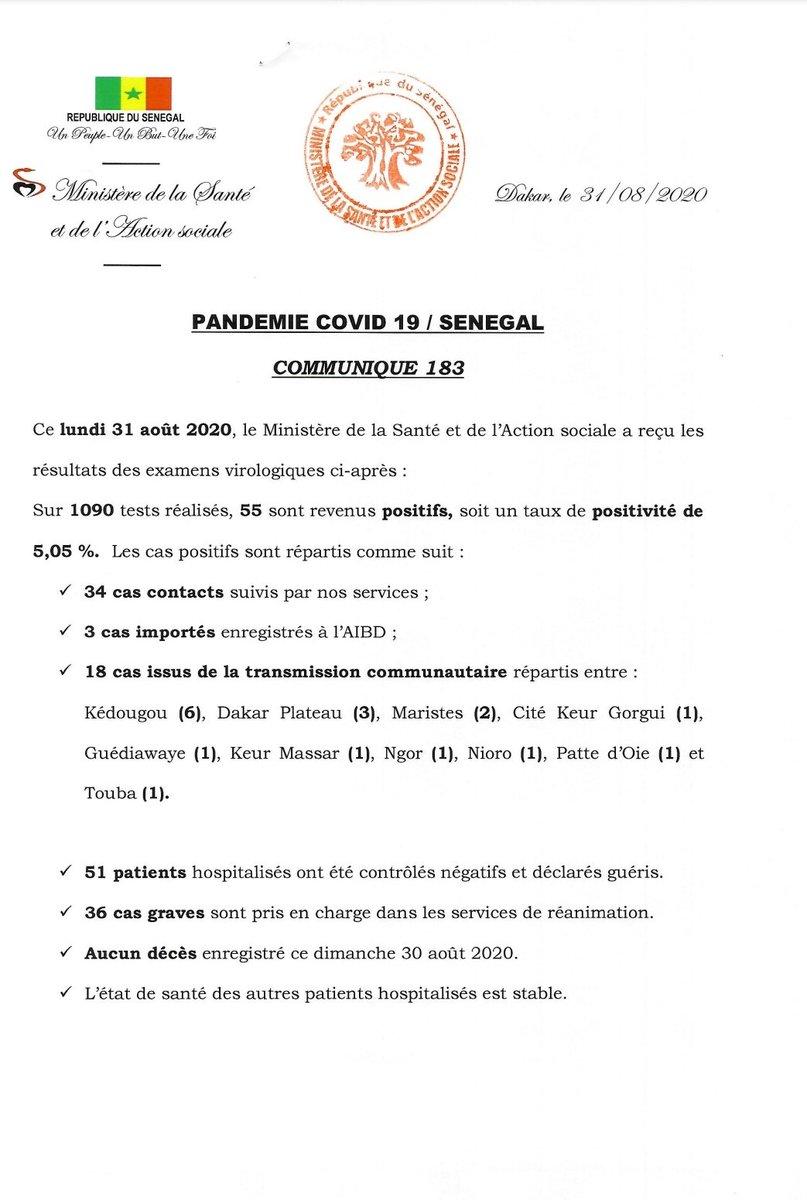 REPUBLIQUE DU SENEGAL
Un Peuple - Un But - Une Foi
Ministère de la Santé
et de l'Action sociale
République du Sénégal
MINISTÈRE DE LA SANTÉ ET DE L'ACTION SOCIALE
Dakar, le 31/08/2020
PANDEMIE COVID 19 / SENEGAL
COMMUNIQUE 183
Ce lundi 31 août 2020, le Ministère de la Santé et de l'Action sociale a reçu les
résultats des examens virologiques ci-après :
Sur 1090 tests réalisés, 55 sont revenus positifs, soit un taux de positivité de
5,05 %. Les cas positifs sont répartis comme suit :
✓ 34 cas contacts suivis par nos services ;
✓ 3 cas importés enregistrés à l'AIBD ;
✓ 18 cas issus de la transmission communautaire répartis entre :
Kédougou (6), Dakar Plateau (3), Maristes (2), Cité Keur Gorgui (1),
Guédiawaye (1), Keur Massar (1), Ngor (1), Nioro (1), Patte d'Oie (1) et
Touba (1).
✓ 51 patients hospitalisés ont été contrôlés négatifs et déclarés guéris.
✓ 36 cas graves sont pris en charge dans les services de réanimation.
✓ Aucun décès enregistré ce dimanche 30 août 2020.
✓ L'état de santé des autres patients hospitalisés est stable.